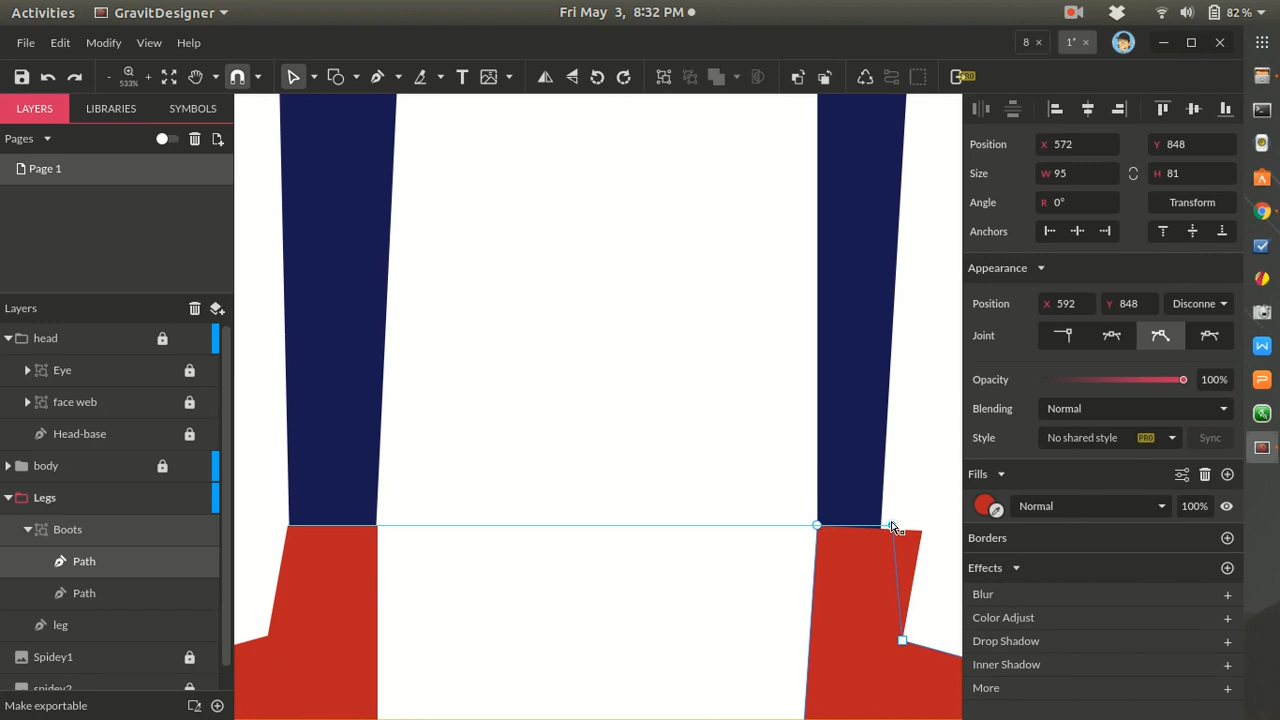 Activities GravitDesigner Fri May 3, 8:32 PM 82 %
File Edit Modify View Help 8 × 1* ×
- 533% + T PRO
LAYERS LIBRARIES SYMBOLS
Pages
Page 1
Layers
head
Eye
face web
Head-base
body
Legs
Boots
Path
Path
leg
Spidey1
spidey2
Make exportable
Position X 572 Y 848
Size W 95 H 81
Angle R 0° Transform
Anchors
Appearance
Position X 592 Y 848 Disconne
Joint
Opacity 100%
Blending Normal
Style No shared style PRO Sync
Fills
Normal 100%
Borders
Effects
Blur +
Color Adjust +
Drop Shadow +
Inner Shadow +
More +